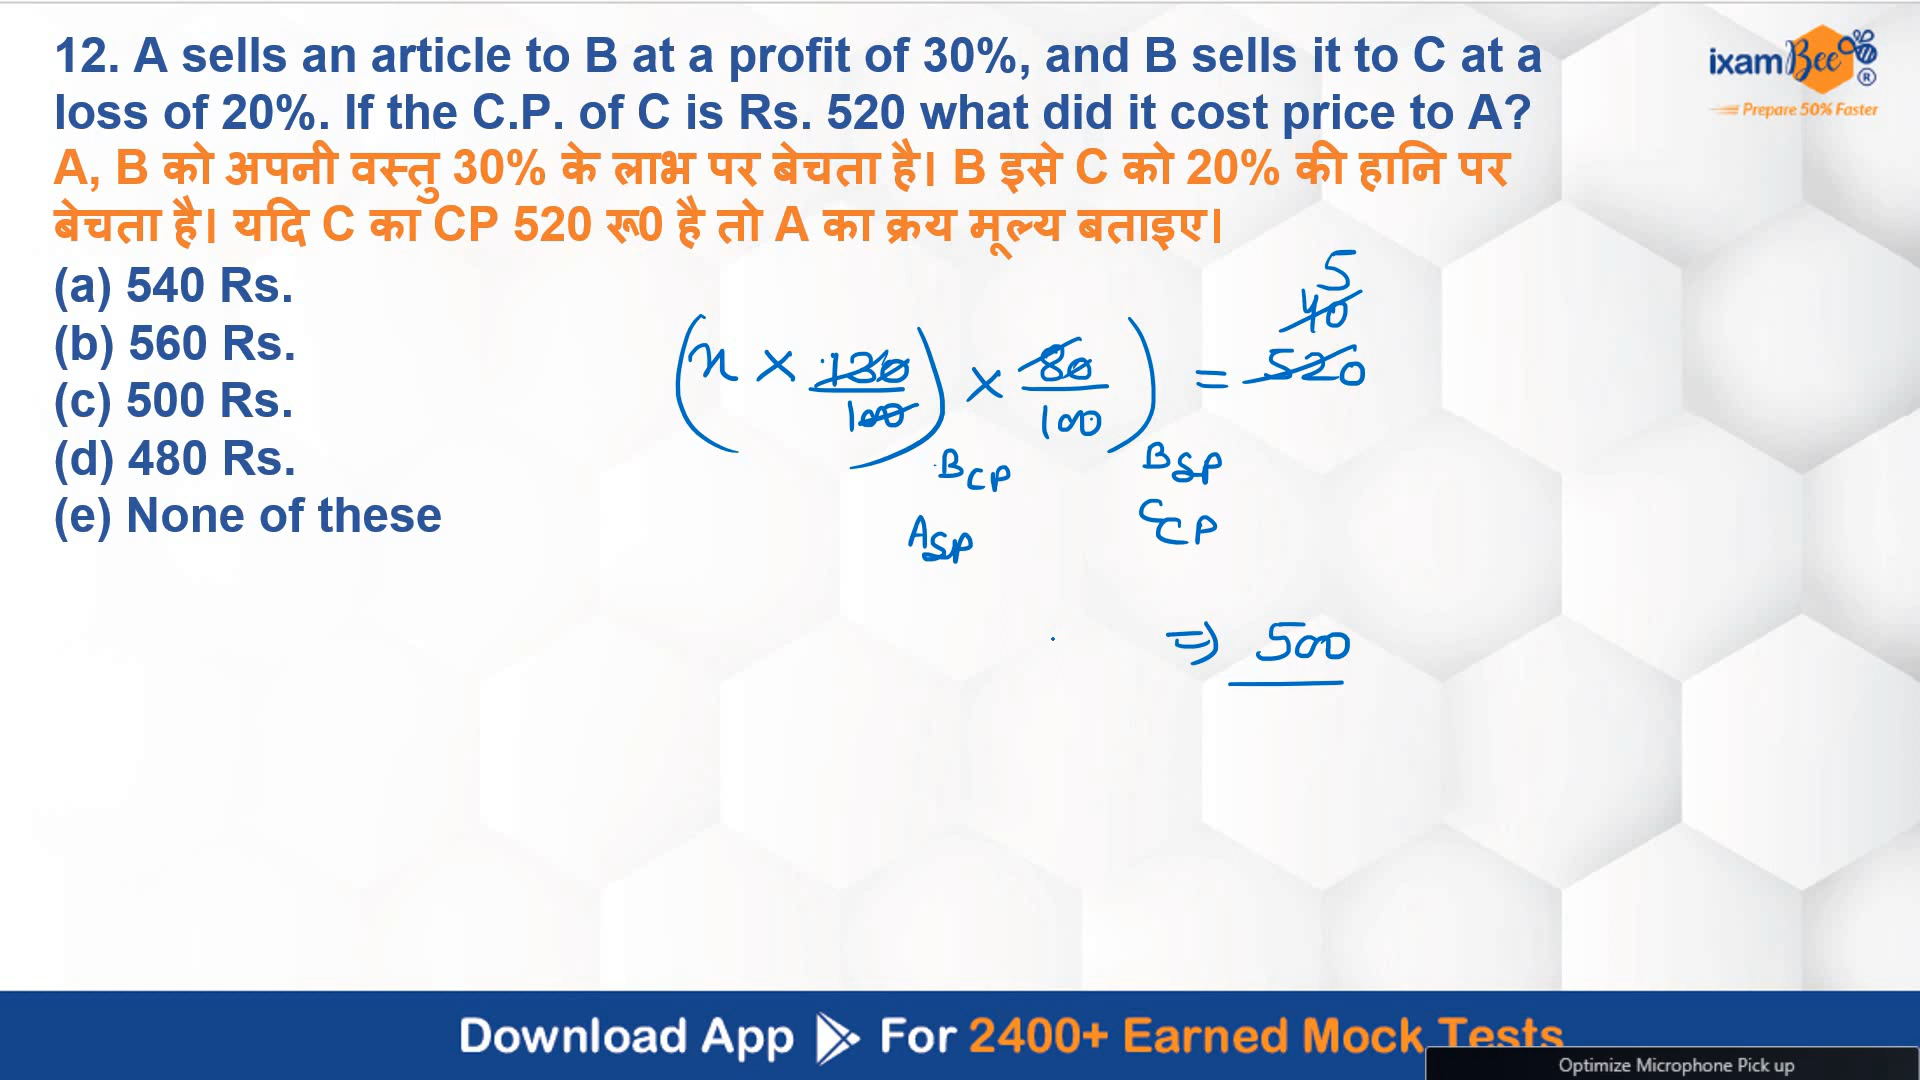 12. A sells an article to B at a profit of 30%, and B sells it to C at a
loss of 20%. If the C.P. of C is Rs. 520 what did it cost price to A?
A, B को अपनी वस्तु 30% के लाभ पर बेचता है। B इसे C को 20% की हानि पर
बेचता है। यदि C का CP 520 रू0 है तो A का क्रय मूल्य बताइए।
(a) 540 Rs.
(b) 560 Rs.
(c) 500 Rs.
(d) 480 Rs.
(e) None of these
ixamBee ®
Prepare 50% Faster
5
40
(x × 130/100) × 80/100) = 520
B CP
B SP
A SP
C CP
⇒ 500
Download App For 2400+ Earned Mock Tests
Optimize Microphone Pick up